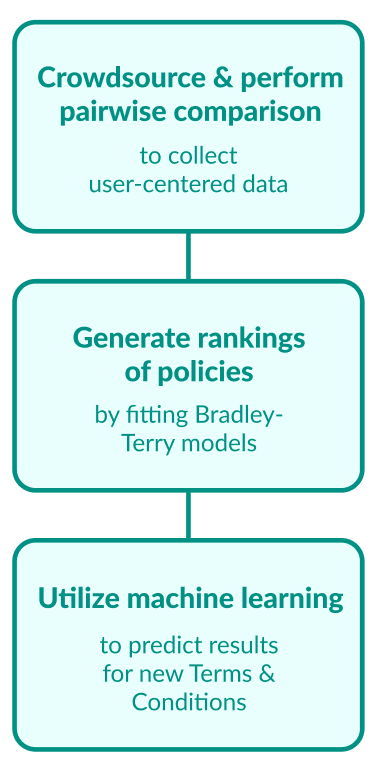 Crowdsource & perform
pairwise comparison
to collect
user-centered data
Generate rankings
of policies
by fitting Bradley-
Terry models
Utilize machine learning
to predict results
for new Terms &
Conditions